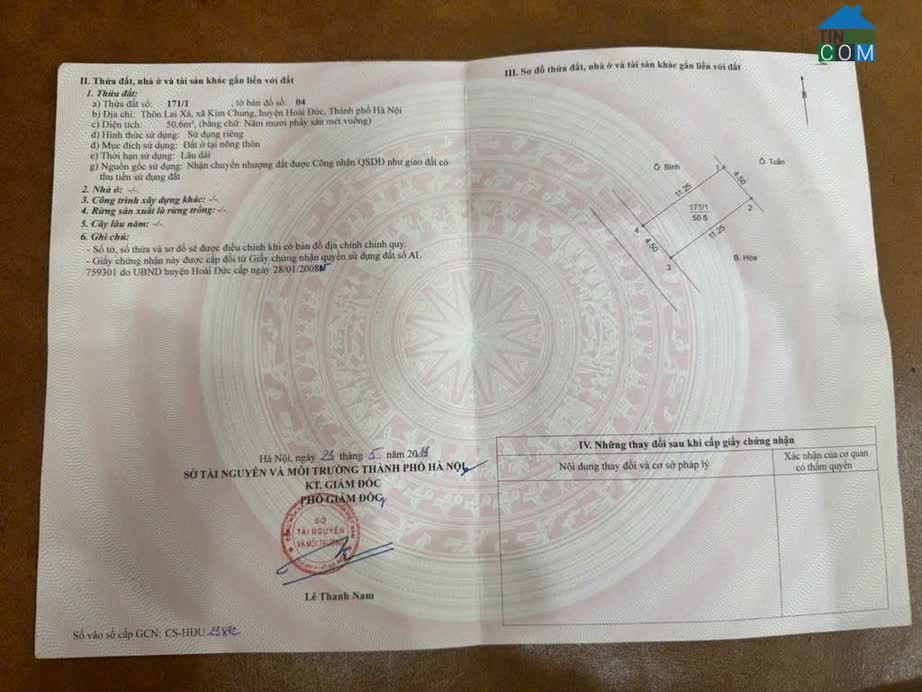 TIN
COM
II. Thửa đất, nhà ở và tài sản khác gắn liền với đất
1. Thửa đất:
a) Thửa đất số: 171/1 , tờ bản đồ số: 04
b) Địa chỉ: Thôn Lai Xá, xã Kim Chung, huyện Hoài Đức, Thành phố Hà Nội
c) Diện tích: 50.6m², (bằng chữ: Năm mươi phẩy sáu mét vuông)
d) Hình thức sử dụng: Sử dụng riêng
đ) Mục đích sử dụng: Đất ở tại nông thôn
e) Thời hạn sử dụng: Lâu dài
g) Nguồn gốc sử dụng: Nhận chuyển nhượng đất được Công nhận QSDĐ như giao đất có
thu tiền sử dụng đất
2. Nhà ở: -/-
3. Công trình xây dựng khác: -/-
4. Rừng sản xuất là rừng trồng: -/-
5. Cây lâu năm: -/-
6. Ghi chú:
- Số tờ, số thửa và sơ đồ sẽ được điều chỉnh khi có bản đồ địa chính chính quy.
- Giấy chứng nhận này được cấp đổi từ Giấy chứng nhận quyền sử dụng đất số AL
759301 do UBND huyện Hoài Đức cấp ngày 28/01/2008
Hà Nội, ngày 23 tháng 5 năm 20
SỞ TÀI NGUYÊN VÀ MÔI TRƯỜNG THÀNH PHỐ HÀ NỘI
KT. GIÁM ĐỐC
PHÓ GIÁM ĐỐC
SỞ
TÀI NGUYÊN
VÀ MÔI TRƯỜNG
Lê Thanh Nam
Số vào sổ cấp GCN: CS-HĐU
III. Sơ đồ thửa đất, nhà ở và tài sản khác gắn liền với đất
B
Ô. Bình
Ô. Tuấn
1
4.50
11.25
171/1
50.6
2
4
11.25
4.50
3
B. Hòa
IV. Những thay đổi sau khi cấp giấy chứng nhận
Nội dung thay đổi và cơ sở pháp lý
Xác nhận của cơ quan
có thẩm quyền